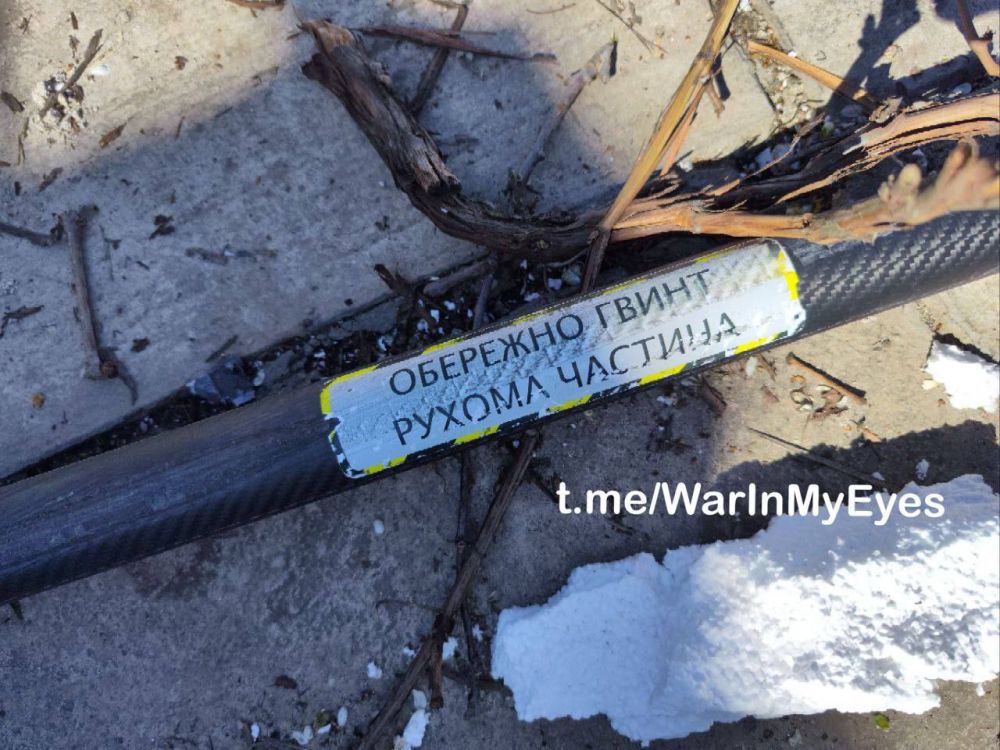 ОБЕРЕЖНО ГВИНТ
РУХОМА ЧАСТИНА
t.me/WarInMyEyes